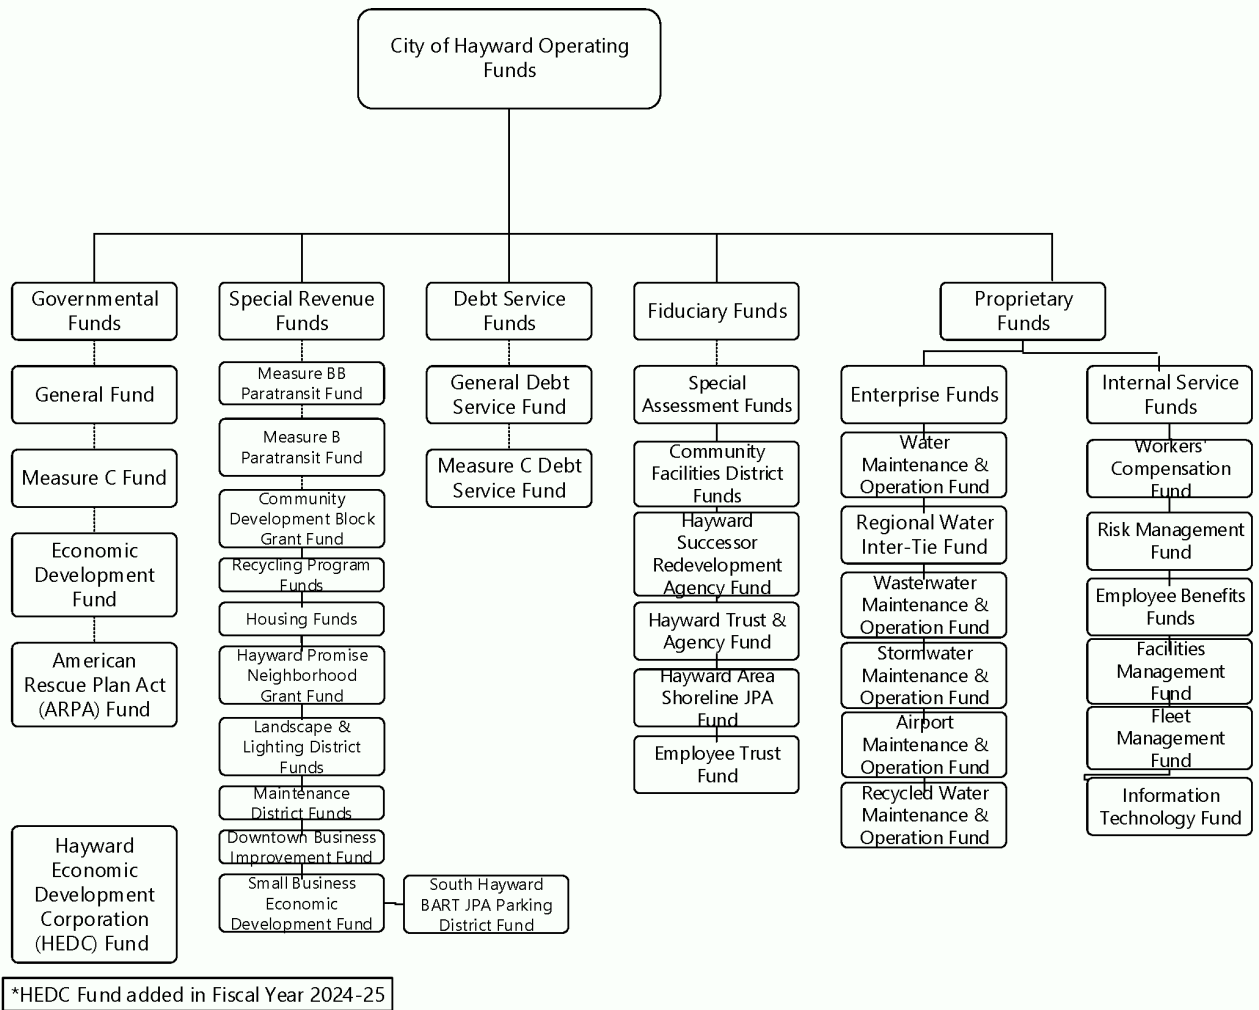 City of Hayward Operating
Funds
Governmental
Funds
General Fund
Measure C Fund
Economic
Development
Fund
American
Rescue Plan Act
(ARPA) Fund
Hayward
Economic
Development
Corporation
(HEDC) Fund
Special Revenue
Funds
Measure BB
Paratransit Fund
Measure B
Paratransit Fund
Community
Development Block
Grant Fund
Recycling Program
Funds
Housing Funds
Hayward Promise
Neighborhood
Grant Fund
Landscape &
Lighting District
Funds
Maintenance
District Funds
Downtown Business
Improvement Fund
Small Business
Economic
Development Fund
South Hayward
BART JPA Parking
District Fund
Debt Service
Funds
General Debt
Service Fund
Measure C Debt
Service Fund
Fiduciary Funds
Special
Assessment Funds
Community
Facilities District
Funds
Hayward
Successor
Redevelopment
Agency Fund
Hayward Trust &
Agency Fund
Hayward Area
Shoreline JPA
Fund
Employee Trust
Fund
Proprietary
Funds
Enterprise Funds
Water
Maintenance &
Operation Fund
Regional Water
Inter-Tie Fund
Wasterwater
Maintenance &
Operation Fund
Stormwater
Maintenance &
Operation Fund
Airport
Maintenance &
Operation Fund
Recycled Water
Maintenance &
Operation Fund
Internal Service
Funds
Workers'
Compensation
Fund
Risk Management
Fund
Employee Benefits
Funds
Facilities
Management
Fund
Fleet
Management
Fund
Information
Technology Fund
*HEDC Fund added in Fiscal Year 2024-25